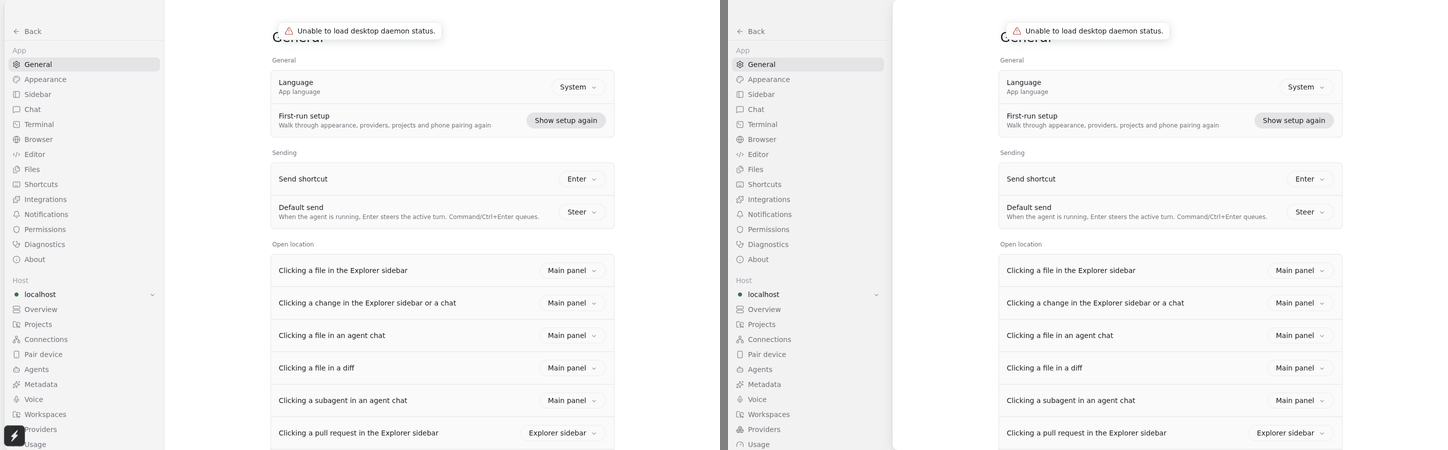 Back
App
General
Appearance
Sidebar
Chat
Terminal
Browser
Editor
Files
Shortcuts
Integrations
Notifications
Permissions
Diagnostics
About
Host
localhost
Overview
Projects
Connections
Pair device
Agents
Metadata
Voice
Workspaces
Providers
Usage
Unable to load desktop daemon status.
General
General
Language
App language
System
First-run setup
Walk through appearance, providers, projects and phone pairing again
Show setup again
Sending
Send shortcut
Enter
Default send
When the agent is running, Enter steers the active turn. Command/Ctrl+Enter queues.
Steer
Open location
Clicking a file in the Explorer sidebar
Main panel
Clicking a change in the Explorer sidebar or a chat
Main panel
Clicking a file in an agent chat
Main panel
Clicking a file in a diff
Main panel
Clicking a subagent in an agent chat
Main panel
Clicking a pull request in the Explorer sidebar
Explorer sidebar
Back
App
General
Appearance
Sidebar
Chat
Terminal
Browser
Editor
Files
Shortcuts
Integrations
Notifications
Permissions
Diagnostics
About
Host
localhost
Overview
Projects
Connections
Pair device
Agents
Metadata
Voice
Workspaces
Providers
Usage
Unable to load desktop daemon status.
General
General
Language
App language
System
First-run setup
Walk through appearance, providers, projects and phone pairing again
Show setup again
Sending
Send shortcut
Enter
Default send
When the agent is running, Enter steers the active turn. Command/Ctrl+Enter queues.
Steer
Open location
Clicking a file in the Explorer sidebar
Main panel
Clicking a change in the Explorer sidebar or a chat
Main panel
Clicking a file in an agent chat
Main panel
Clicking a file in a diff
Main panel
Clicking a subagent in an agent chat
Main panel
Clicking a pull request in the Explorer sidebar
Explorer sidebar